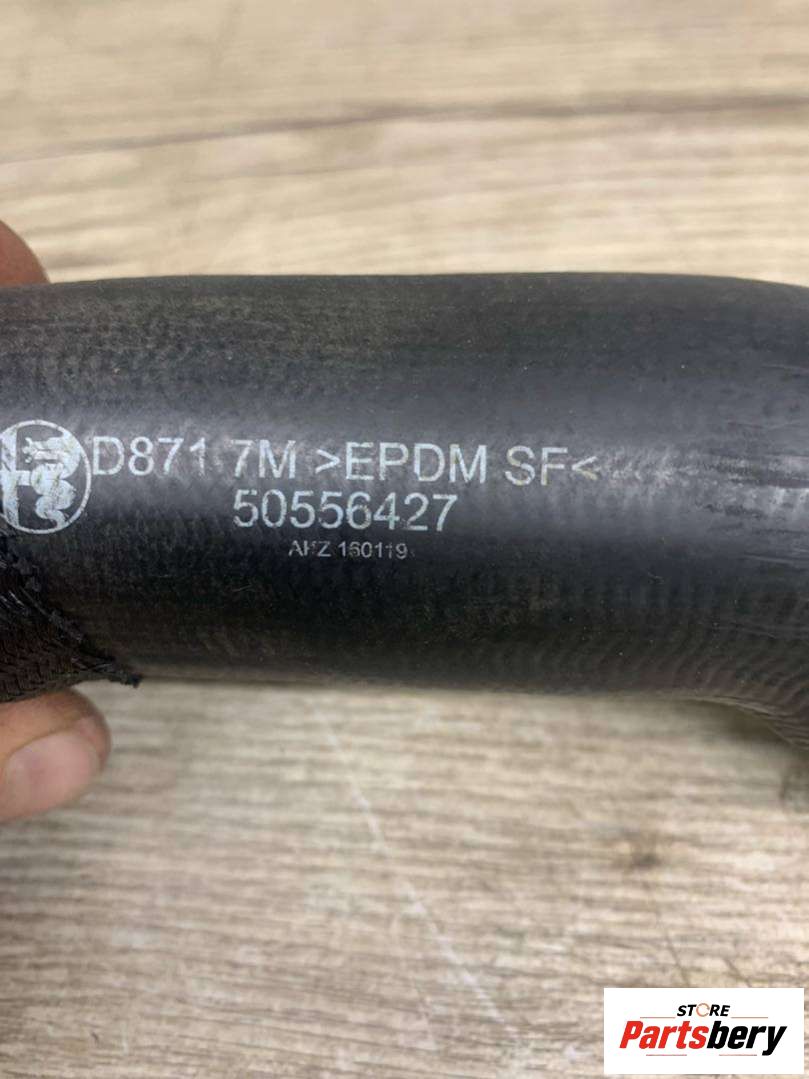 D871 7M >EPDM SF<
50556427
AHZ 160119
STORE
Partsbery